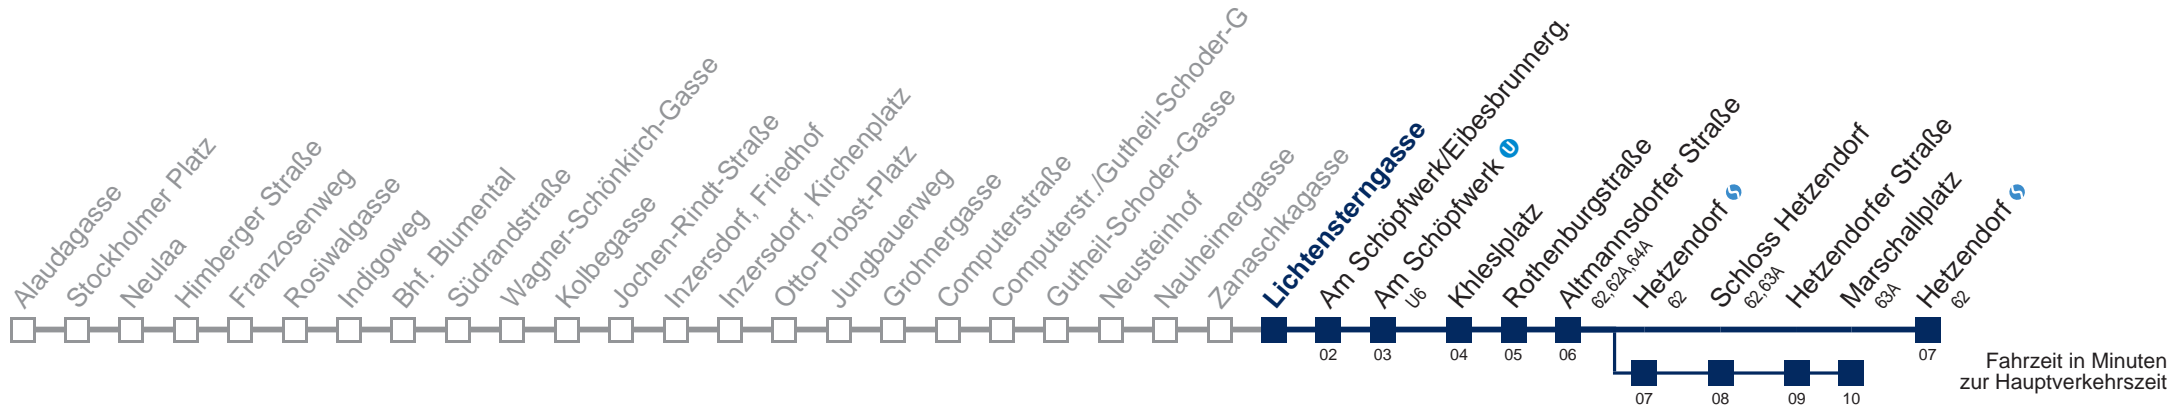 Alaudagasse
Stockholmer Platz
Neulaa
Himberger Straße
Franzosenweg
Rosiwalgasse
Indigoweg
Bhf. Blumental
Südrandstraße
Wagner-Schönkirch-Gasse
Kolbegasse
Jochen-Rindt-Straße
Inzersdorf, Friedhof
Inzersdorf, Kirchenplatz
Otto-Probst-Platz
Jungbauerweg
Grohnergasse
Computerstraße
Computerstr./Gutheil-Schoder-G
Gutheil-Schoder-Gasse
Neusteinhof
Nauheimergasse
Zanaschkagasse
Lichtensterngasse
Am Schöpfwerk/Eibesbrunnerg.
Am Schöpfwerk U
U6
Khleslplatz
Rothenburgstraße
Altmannsdorfer Straße
62,62A,64A
Hetzendorf S
62
Schloss Hetzendorf
62,63A
Hetzendorfer Straße
Marschallplatz
63A
Hetzendorf S
62
02 03 04 05 06 07
07 08 09 10
Fahrzeit in Minuten
zur Hauptverkehrszeit